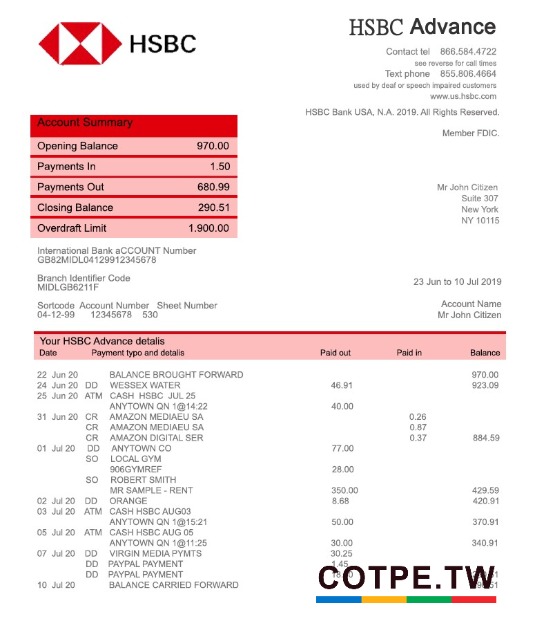 HSBC
HSBC Advance
Contact tel 866.584.4722
see reverse for call times
Text phone 855.806.4664
used by deaf or speech impaired customers
www.us.hsbc.com
HSBC Bank USA, N.A. 2019. All Rights Reserved.
Member FDIC.
Account Summary
Opening Balance 970.00
Payments In 1.50
Payments Out 680.99
Closing Balance 290.51
Overdraft Limit 1.900.00
Mr John Citizen
Suite 307
New York
NY 10115
International Bank aCCOUNT Number
GB82MIDL04129912345678
Branch Identifier Code
MIDLGB6211F
23 Jun to 10 Jul 2019
Sortcode Account Number Sheet Number
04-12-99 12345678 530
Account Name
Mr John Citizen
Your HSBC Advance detalis
Date Payment typo and detalis Paid out Paid in Balance
22 Jun 20 BALANCE BROUGHT FORWARD 970.00
24 Jun 20 DD WESSEX WATER 46.91 923.09
25 Jun 20 ATM CASH HSBC JUL 25
ANYTOWN QN 1@14:22 40.00
31 Jun 20 CR AMAZON MEDIAEU SA 0.26
CR AMAZON MEDIAEU SA 0.87
CR AMAZON DIGITAL SER 0.37 884.59
01 Jul 20 DD ANYTOWN CO 77.00
SO LOCAL GYM
906GYMREF 28.00
SO ROBERT SMITH
MR SAMPLE - RENT 350.00 429.59
02 Jul 20 DD ORANGE 8.68 420.91
03 Jul 20 ATM CASH HSBC AUG03
ANYTOWN QN 1@15:21 50.00 370.91
05 Jul 20 ATM CASH HSBC AUG 05
ANYTOWN QN 1@11:25 30.00 340.91
07 Jul 20 DD VIRGIN MEDIA PYMTS 30.25
DD PAYPAL PAYMENT 1.45
DD PAYPAL PAYMENT
10 Jul 20 BALANCE CARRIED FORWARD
COTPE.TW